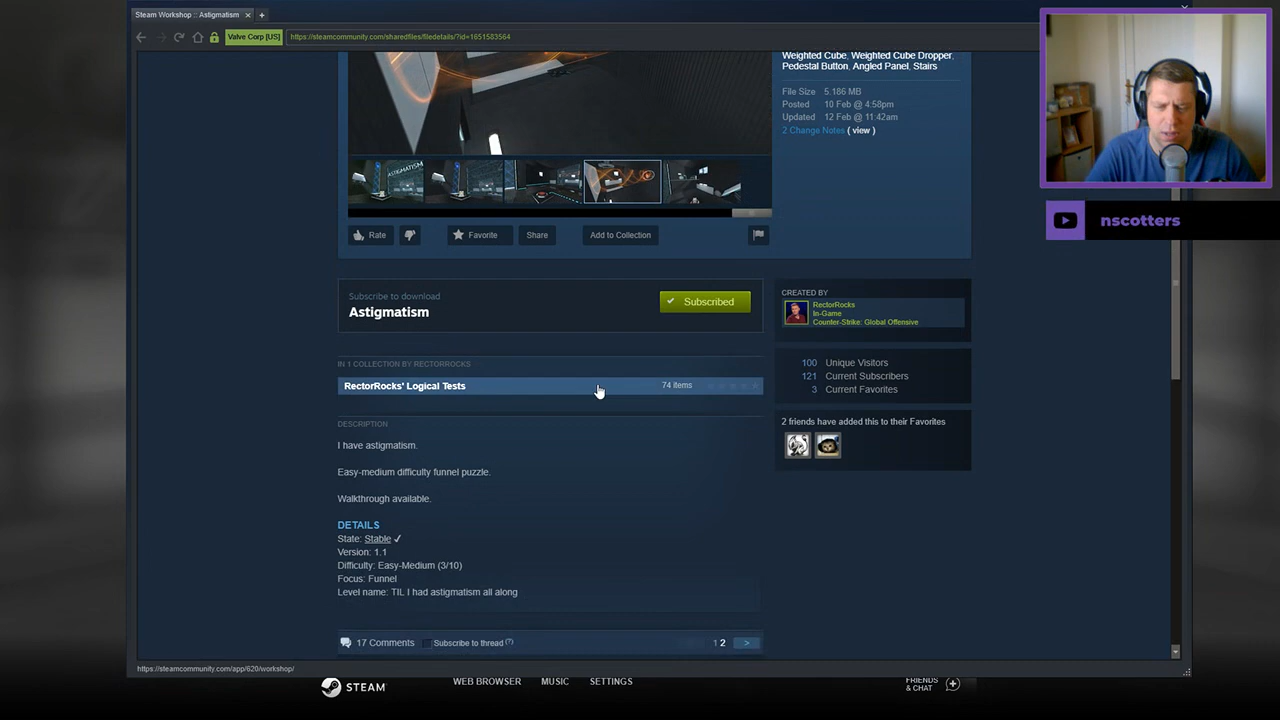 Steam Workshop :: Astigmatism
Valve Corp [US]
https://steamcommunity.com/sharedfiles/filedetails/?id=1651583564
Weighted Cube, Weighted Cube Dropper,
Pedestal Button, Angled Panel, Stairs
File Size 5.186 MB
Posted 10 Feb @ 4:58pm
Updated 12 Feb @ 11:42am
2 Change Notes ( view )
ASTIGMATISM
Rate
Favorite
Share
Add to Collection
nscotters
Subscribe to download
Astigmatism
Subscribed
CREATED BY
RectorRocks
In-Game
Counter-Strike: Global Offensive
IN 1 COLLECTION BY RECTORROCKS
RectorRocks' Logical Tests 74 items
100 Unique Visitors
121 Current Subscribers
3 Current Favorites
2 friends have added this to their Favorites
DESCRIPTION
I have astigmatism.
Easy-medium difficulty funnel puzzle.
Walkthrough available.
DETAILS
State: Stable ✓
Version: 1.1
Difficulty: Easy-Medium (3/10)
Focus: Funnel
Level name: TIL I had astigmatism all along
17 Comments Subscribe to thread (?) 1 2 >
https://steamcommunity.com/app/620/workshop/
STEAM
WEB BROWSER MUSIC SETTINGS
FRIENDS
& CHAT